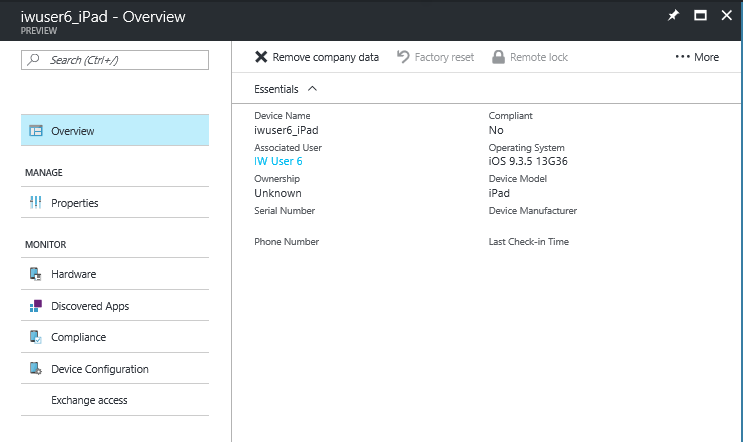 iwuser6_iPad - Overview
PREVIEW
Search (Ctrl+/)
Overview
MANAGE
Properties
MONITOR
Hardware
Discovered Apps
Compliance
Device Configuration
Exchange access
Remove company data Factory reset Remote lock ••• More
Essentials
Device Name Compliant
iwuser6_iPad No
Associated User Operating System
IW User 6 iOS 9.3.5 13G36
Ownership Device Model
Unknown iPad
Serial Number Device Manufacturer
Phone Number Last Check-in Time